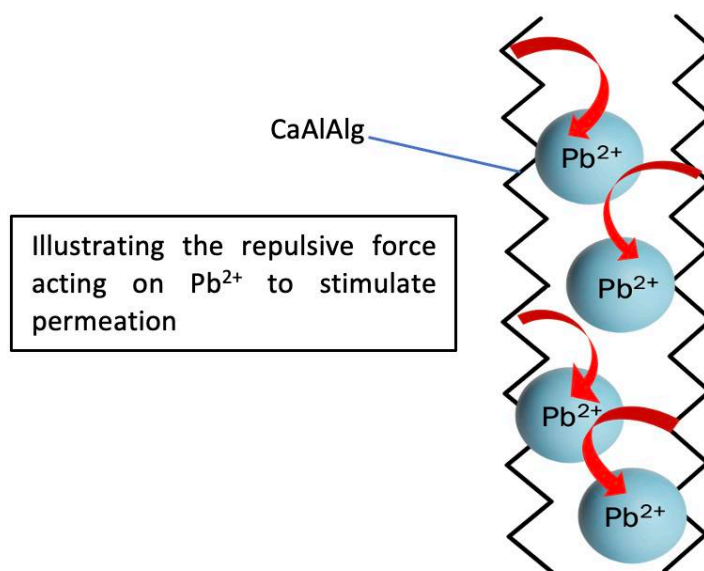 CaAlAlg
Pb²⁺
Illustrating the repulsive force
acting on Pb²⁺ to stimulate
permeation
Pb²⁺
Pb²⁺
Pb²⁺